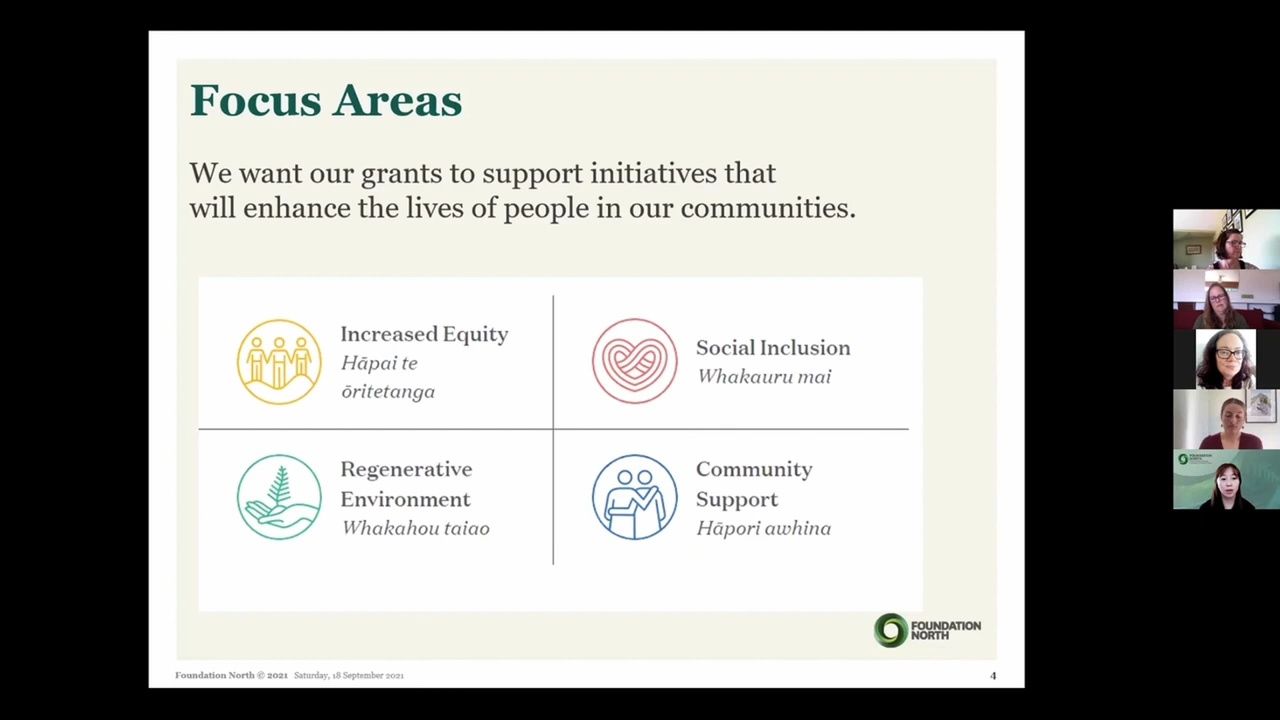 Focus Areas
We want our grants to support initiatives that
will enhance the lives of people in our communities.
Increased Equity
Hāpai te
ōritetanga
Social Inclusion
Whakauru mai
Regenerative
Environment
Whakahou taiao
Community
Support
Hāpori awhina
FOUNDATION
NORTH
Foundation North © 2021 Saturday, 18 September 2021
4
FOUNDATION
NORTH